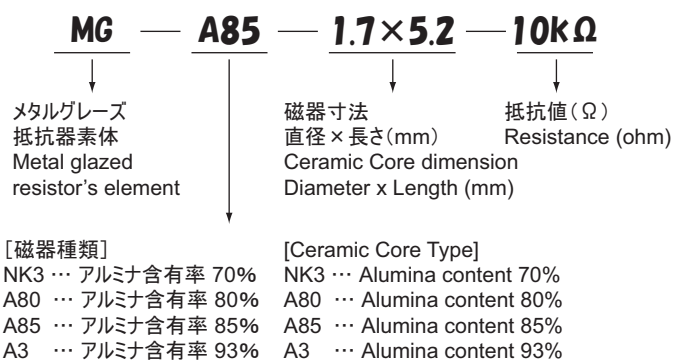 MG — A85 — 1.7×5.2 — 10kΩ
メタルグレーズ
抵抗器素体
Metal glazed
resistor's element
磁器寸法
直径×長さ(mm)
Ceramic Core dimension
Diameter x Length (mm)
抵抗値(Ω)
Resistance (ohm)
[磁器種類]
NK3 … アルミナ含有率 70%
A80 … アルミナ含有率 80%
A85 … アルミナ含有率 85%
A3 … アルミナ含有率 93%
[Ceramic Core Type]
NK3 … Alumina content 70%
A80 … Alumina content 80%
A85 … Alumina content 85%
A3 … Alumina content 93%